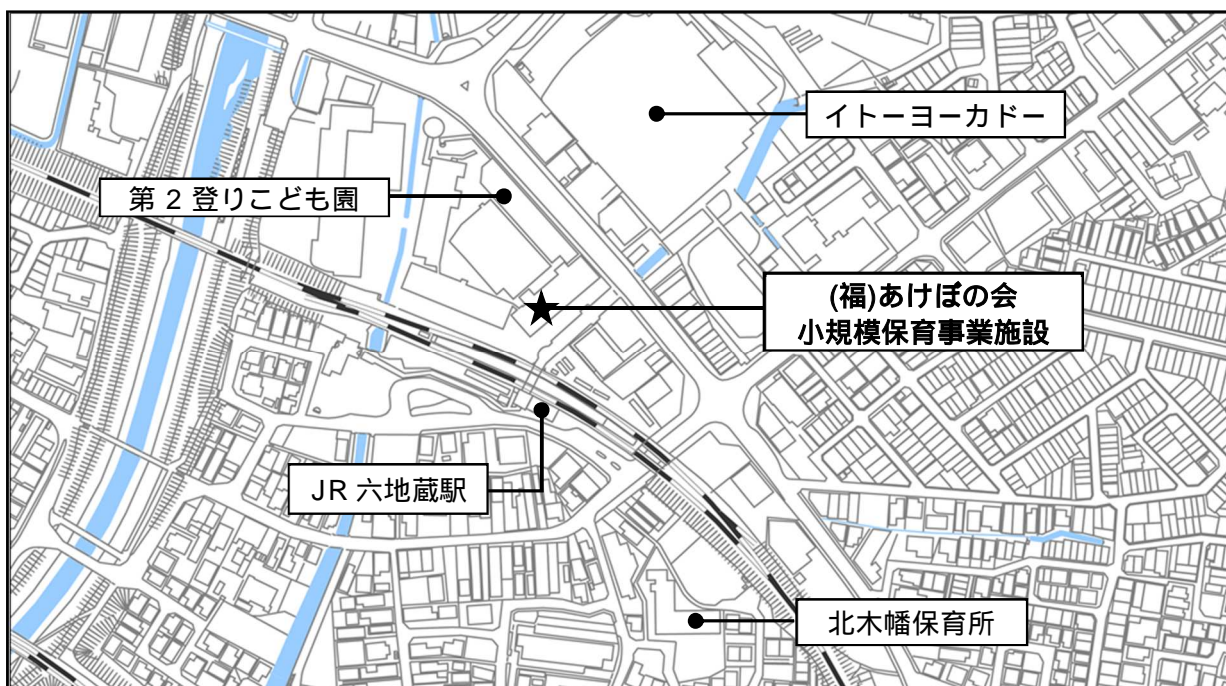 イトーヨーカドー
第2登りこども園
(福)あけぼの会
小規模保育事業施設
JR六地蔵駅
北木幡保育所